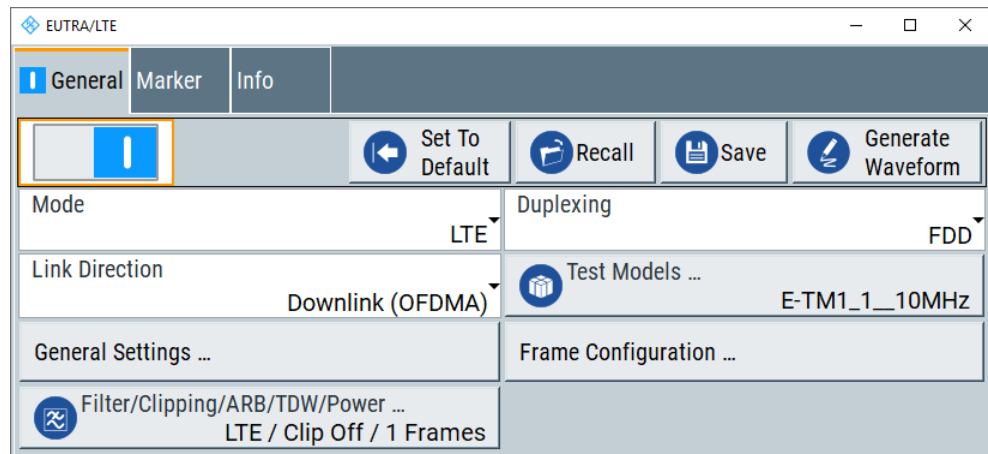 EUTRA/LTE
General Marker Info
Set To
Default
Recall
Save
Generate
Waveform
Mode
LTE
Duplexing
FDD
Link Direction
Downlink (OFDMA)
Test Models ...
E-TM1_1__10MHz
General Settings ...
Frame Configuration ...
Filter/Clipping/ARB/TDW/Power ...
LTE / Clip Off / 1 Frames